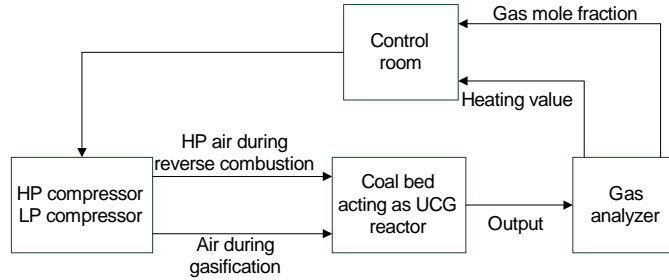 Gas mole fraction
Control
room
Heating value
HP air during
reverse combustion
HP compressor
LP compressor
Coal bed
acting as UCG
reactor
Gas
analyzer
Output
Air during
gasification